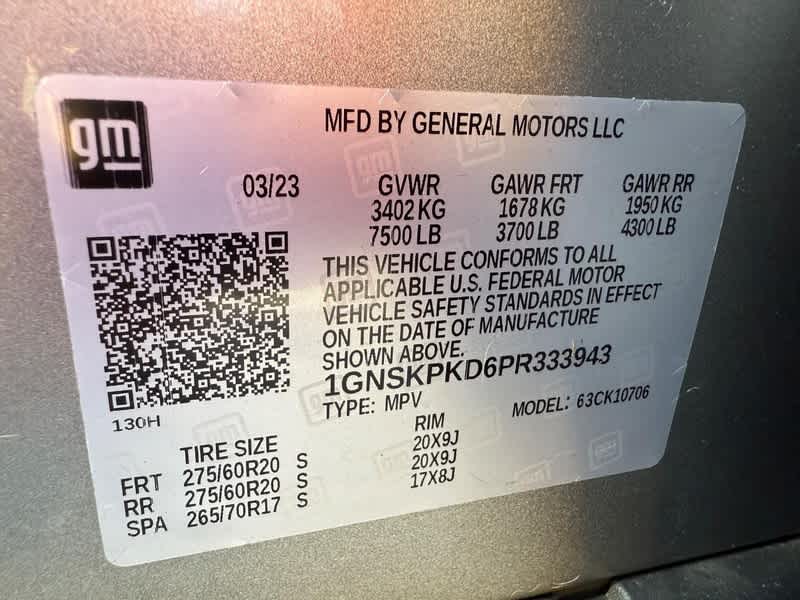 gm
MFD BY GENERAL MOTORS LLC
03/23 GVWR GAWR FRT GAWR RR
3402 KG 1678 KG 1950 KG
7500 LB 3700 LB 4300 LB
THIS VEHICLE CONFORMS TO ALL
APPLICABLE U.S. FEDERAL MOTOR
VEHICLE SAFETY STANDARDS IN EFFECT
ON THE DATE OF MANUFACTURE
SHOWN ABOVE.
1GNSKPKD6PR333943
TYPE: MPV MODEL: 63CK10706
130H
TIRE SIZE RIM
FRT 275/60R20 S 20X9J
RR 275/60R20 S 20X9J
SPA 265/70R17 S 17X8J